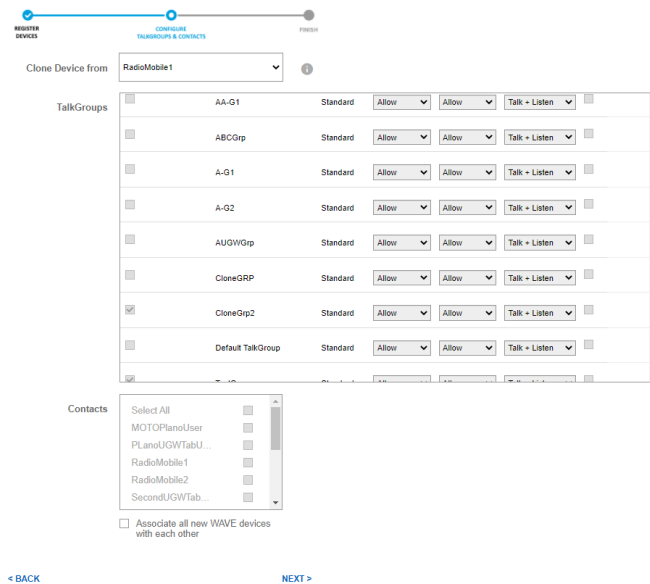 REGISTER
DEVICES
CONFIGURE
TALKGROUPS & CONTACTS
FINISH
Clone Device from
RadioMobile1
TalkGroups
AA-G1 Standard Allow Allow Talk + Listen
ABCGrp Standard Allow Allow Talk + Listen
A-G1 Standard Allow Allow Talk + Listen
A-G2 Standard Allow Allow Talk + Listen
AUGWGrp Standard Allow Allow Talk + Listen
CloneGRP Standard Allow Allow Talk + Listen
CloneGrp2 Standard Allow Allow Talk + Listen
Default TalkGroup Standard Allow Allow Talk + Listen
Contacts
Select All
MOTOPlanoUser
PLanoUGWTabU...
RadioMobile1
RadioMobile2
SecondUGWTab...
Associate all new WAVE devices
with each other
< BACK NEXT >